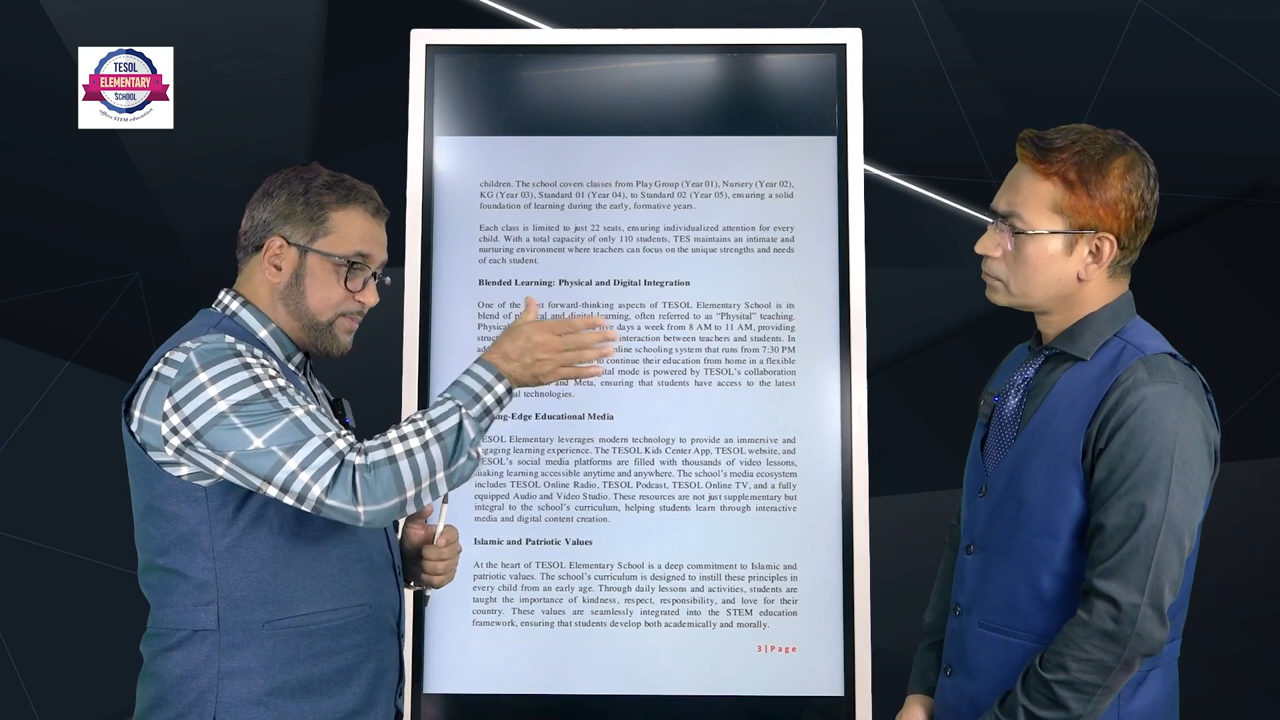 TESOL
ELEMENTARY
SCHOOL
offers STEM education
children. The school covers classes from Play Group (Year 01), Nursery (Year 02),
KG (Year 03), Standard 01 (Year 04), to Standard 02 (Year 05), ensuring a solid
foundation of learning during the early, formative years.
Each class is limited to just 22 seats, ensuring individualized attention for every
child. With a total capacity of only 110 students, TES maintains an intimate and
nurturing environment where teachers can focus on the unique strengths and needs
of each student.
Blended Learning: Physical and Digital Integration
One of the forward-thinking aspects of TESOL Elementary School is its
blend of and digital learning, often referred to as “Physital” teaching.
Physical five days a week from 8 AM to 11 AM, providing
interaction between teachers and students. In
schooling system that runs from 7:30 PM
to continue their education from home in a flexible
mode is powered by TESOL’s collaboration
and Meta, ensuring that students have access to the latest
technologies.
-Edge Educational Media
TESOL Elementary leverages modern technology to provide an immersive and
engaging learning experience. The TESOL Kids Center App, TESOL website, and
TESOL’s social media platforms are filled with thousands of video lessons,
making learning accessible anytime and anywhere. The school’s media ecosystem
includes TESOL Online Radio, TESOL Podcast, TESOL Online TV, and a fully
equipped Audio and Video Studio. These resources are not just supplementary but
integral to the school’s curriculum, helping students learn through interactive
media and digital content creation.
Islamic and Patriotic Values
At the heart of TESOL Elementary School is a deep commitment to Islamic and
patriotic values. The school’s curriculum is designed to instill these principles in
every child from an early age. Through daily lessons and activities, students are
taught the importance of kindness, respect, responsibility, and love for their
country. These values are seamlessly integrated into the STEM education
framework, ensuring that students develop both academically and morally.
3 | Page